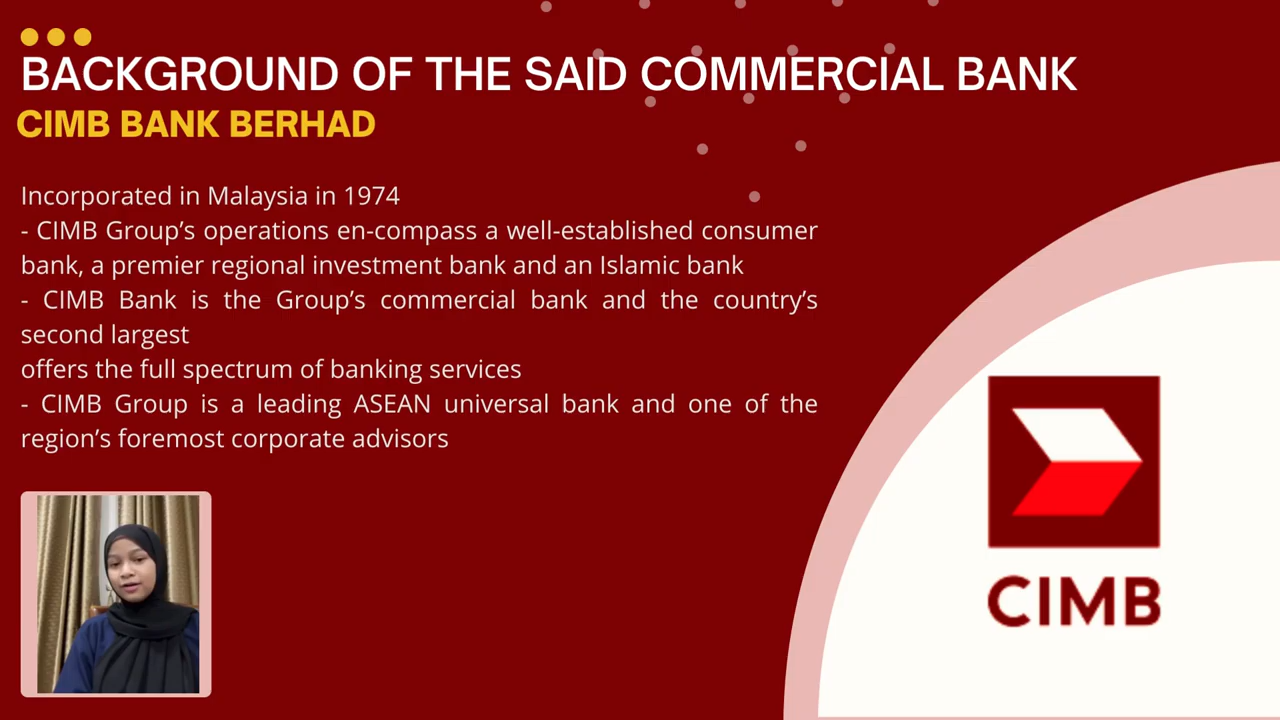 BACKGROUND OF THE SAID COMMERCIAL BANK
CIMB BANK BERHAD
Incorporated in Malaysia in 1974
- CIMB Group’s operations en-compass a well-established consumer
bank, a premier regional investment bank and an Islamic bank
- CIMB Bank is the Group’s commercial bank and the country’s
second largest
offers the full spectrum of banking services
- CIMB Group is a leading ASEAN universal bank and one of the
region’s foremost corporate advisors
CIMB